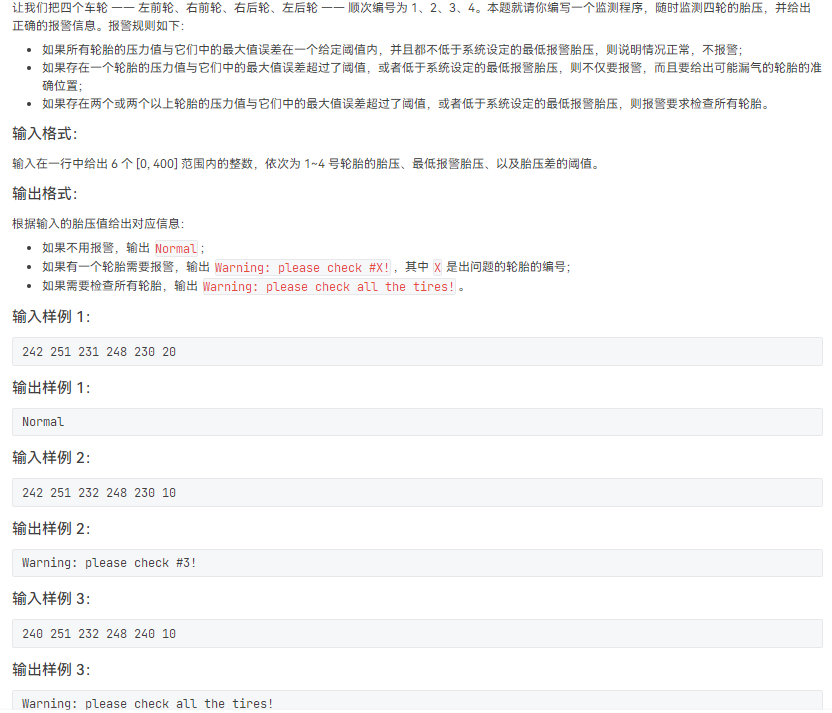 让我们把四个车轮 —— 左前轮、右前轮、右后轮、左后轮 —— 顺次编号为 1、2、3、4。本题就请你编写一个监测程序，随时监测四轮的胎压，并给出
正确的报警信息。报警规则如下：
如果所有轮胎的压力值与它们中的最大值误差在一个给定阈值内，并且都不低于系统设定的最低报警胎压，则说明情况正常，不报警；
如果存在一个轮胎的压力值与它们中的最大值误差超过了阈值，或者低于系统设定的最低报警胎压，则不仅要报警，而且要给出可能漏气的轮胎的准
确位置；
如果存在两个或两个以上轮胎的压力值与它们中的最大值误差超过了阈值，或者低于系统设定的最低报警胎压，则报警要求检查所有轮胎。
输入格式：
输入在一行中给出 6 个 [0, 400] 范围内的整数，依次为 1~4 号轮胎的胎压、最低报警胎压、以及胎压差的阈值。
输出格式：
根据输入的胎压值给出对应信息：
如果不用报警，输出 Normal；
如果有一个轮胎需要报警，输出 Warning: please check #X!，其中 X 是出问题的轮胎的编号；
如果需要检查所有轮胎，输出 Warning: please check all the tires!。
输入样例 1：
242 251 231 248 230 20
输出样例 1：
Normal
输入样例 2：
242 251 232 248 230 10
输出样例 2：
Warning: please check #3!
输入样例 3：
240 251 232 248 240 10
输出样例 3：
Warning: please check all the tires!